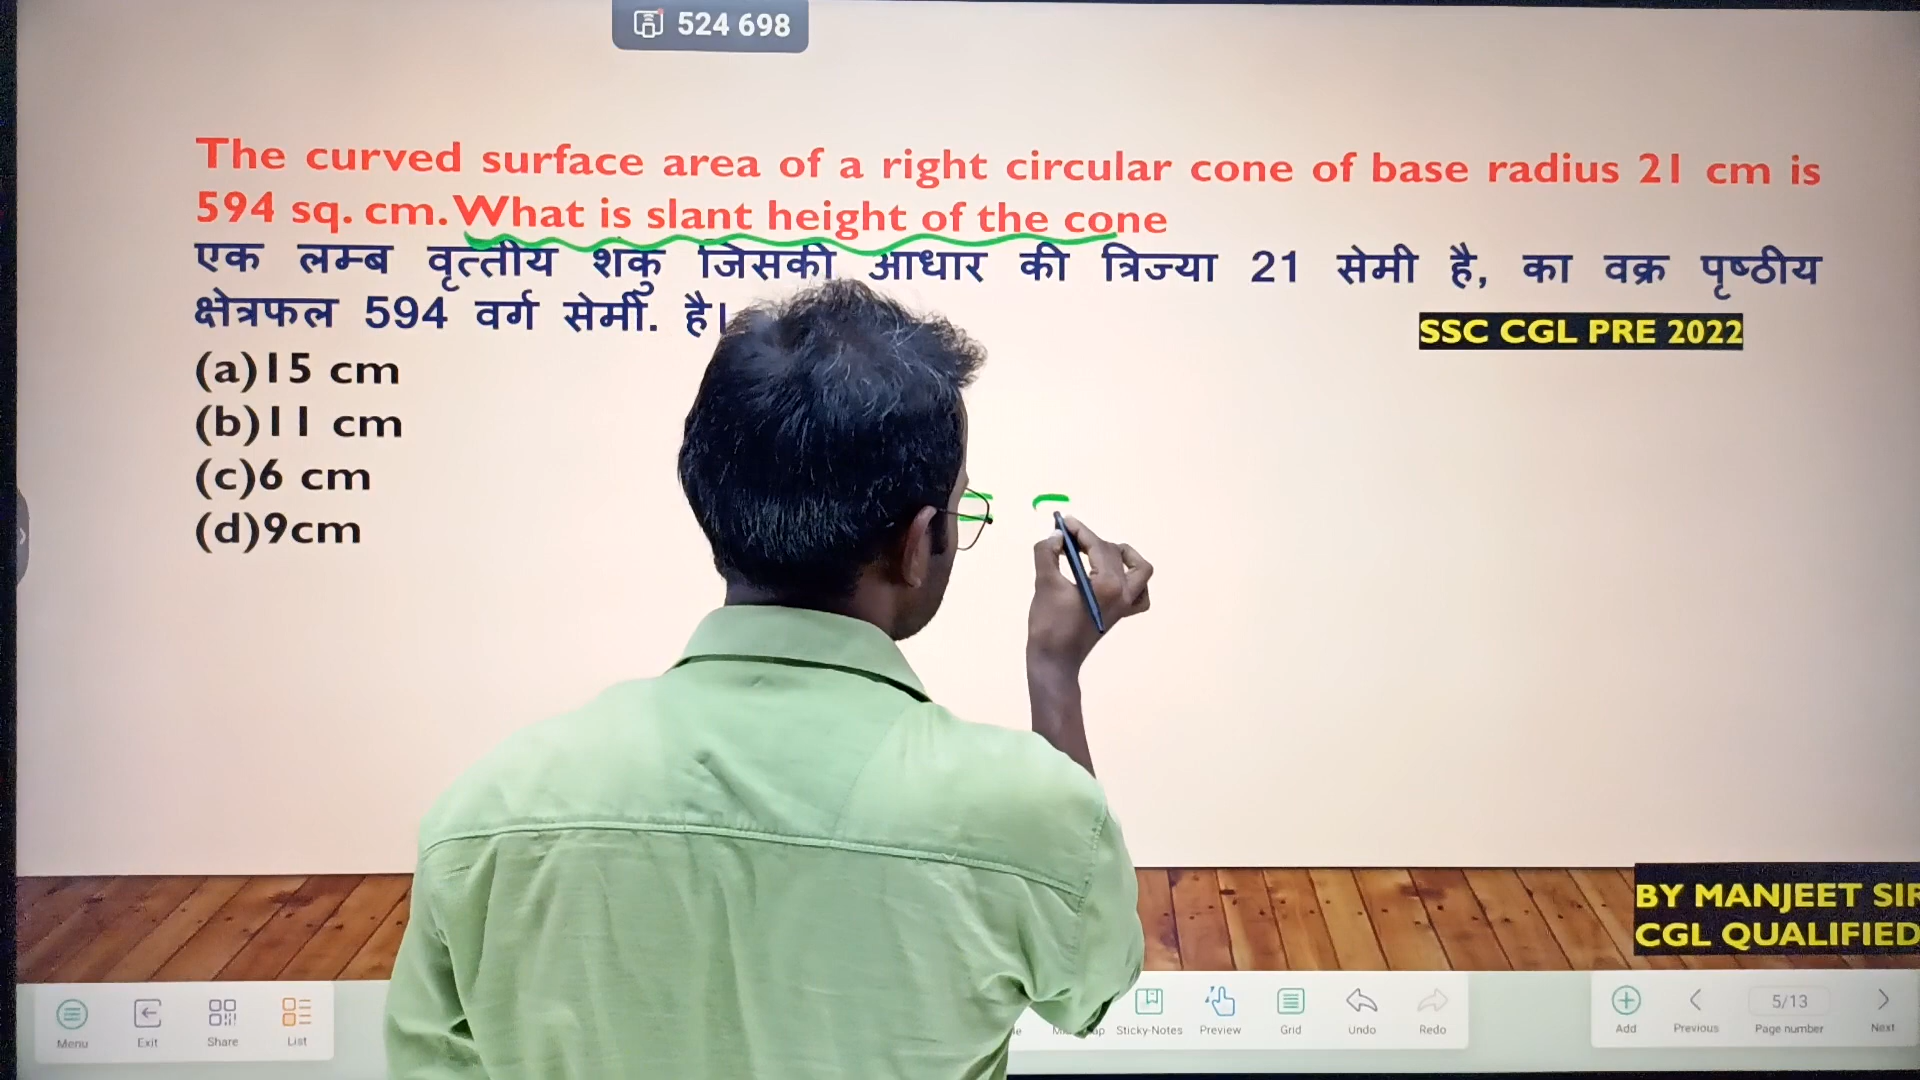 524 698
The curved surface area of a right circular cone of base radius 21 cm is
594 sq. cm. What is slant height of the cone
एक लम्ब वृत्तीय शकु जिसकी आधार की त्रिज्या 21 सेमी है, का वक्र पृष्ठीय
क्षेत्रफल 594 वर्ग सेमी. है।
SSC CGL PRE 2022
(a)15 cm
(b)11 cm
(c)6 cm
(d)9cm
BY MANJEET SIR
CGL QUALIFIED
Menu Exit Share List
Sticky-Notes Preview Grid Undo Redo
Add Previous 5/13 Page number Next